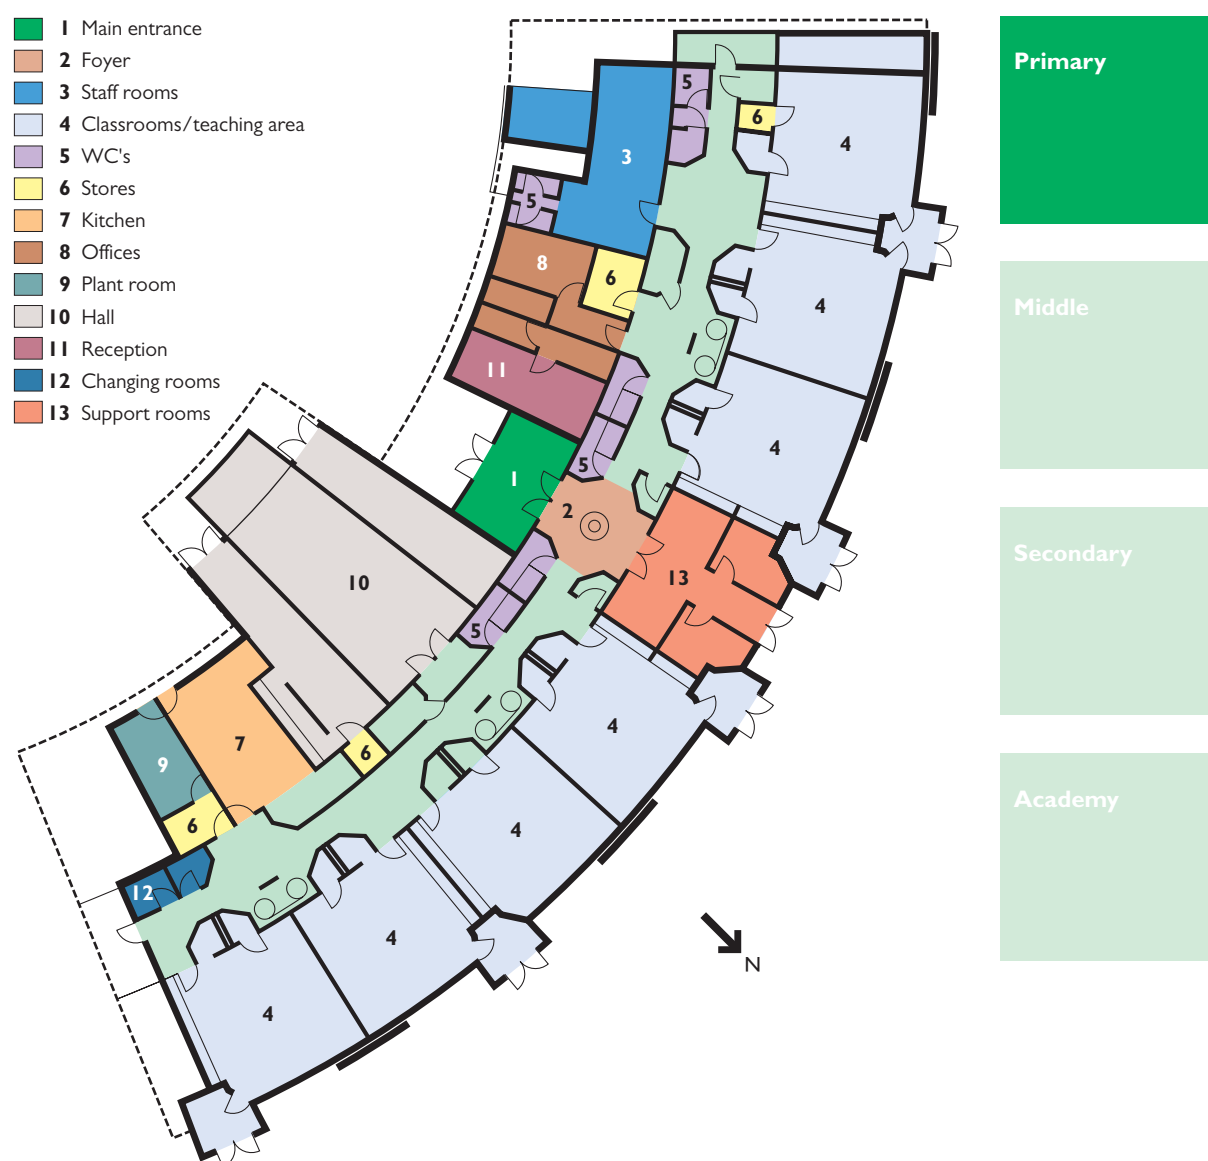 1 Main entrance
2 Foyer
3 Staff rooms
4 Classrooms/teaching area
5 WC's
6 Stores
7 Kitchen
8 Offices
9 Plant room
10 Hall
11 Reception
12 Changing rooms
13 Support rooms
Primary
Middle
Secondary
Academy
5
6
4
3
5
8
6
4
11
4
5
1
2
10
13
5
4
7
6
9
6
4
12
4
4
N